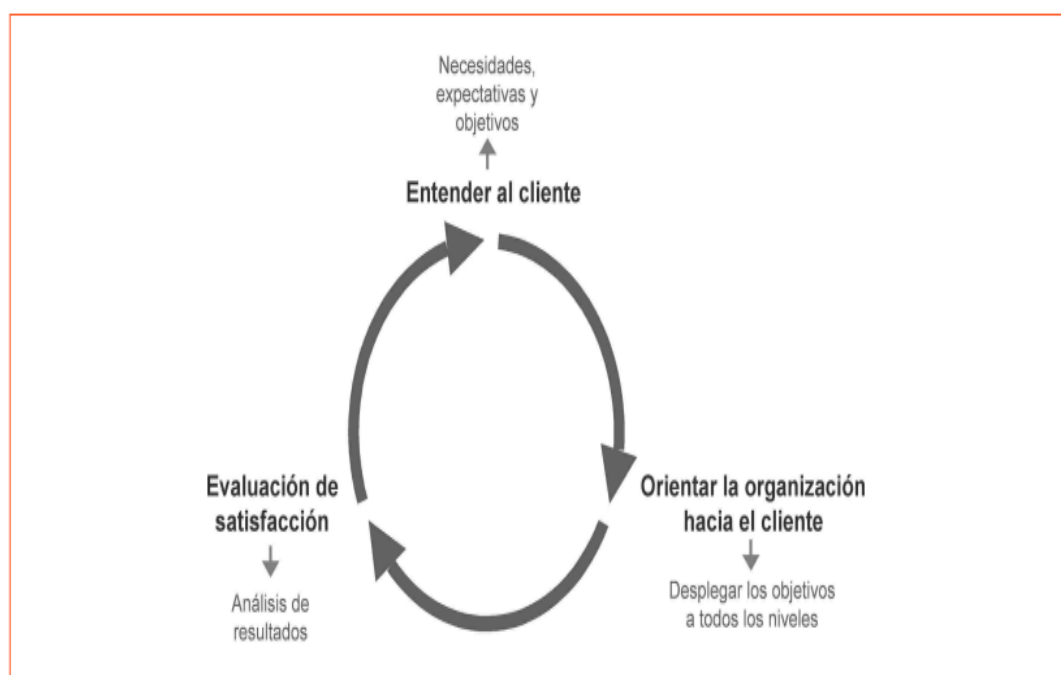 Necesidades,
expectativas y
objetivos
Entender al cliente
Evaluación de
satisfacción
Orientar la organización
hacia el cliente
Análisis de
resultados
Desplegar los objetivos
a todos los niveles